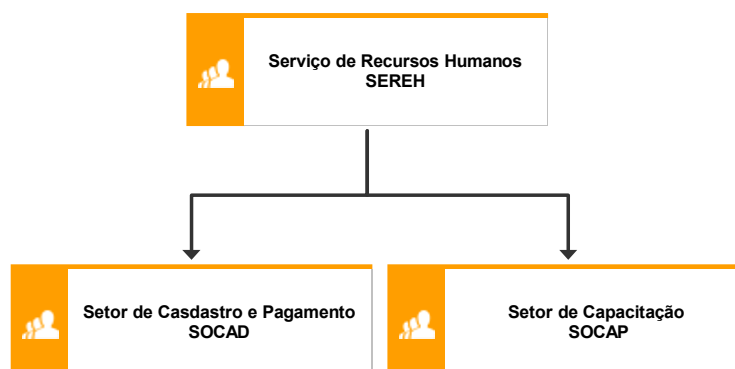 Serviço de Recursos Humanos
SEREH
Setor de Casdastro e Pagamento
SOCAD
Setor de Capacitação
SOCAP